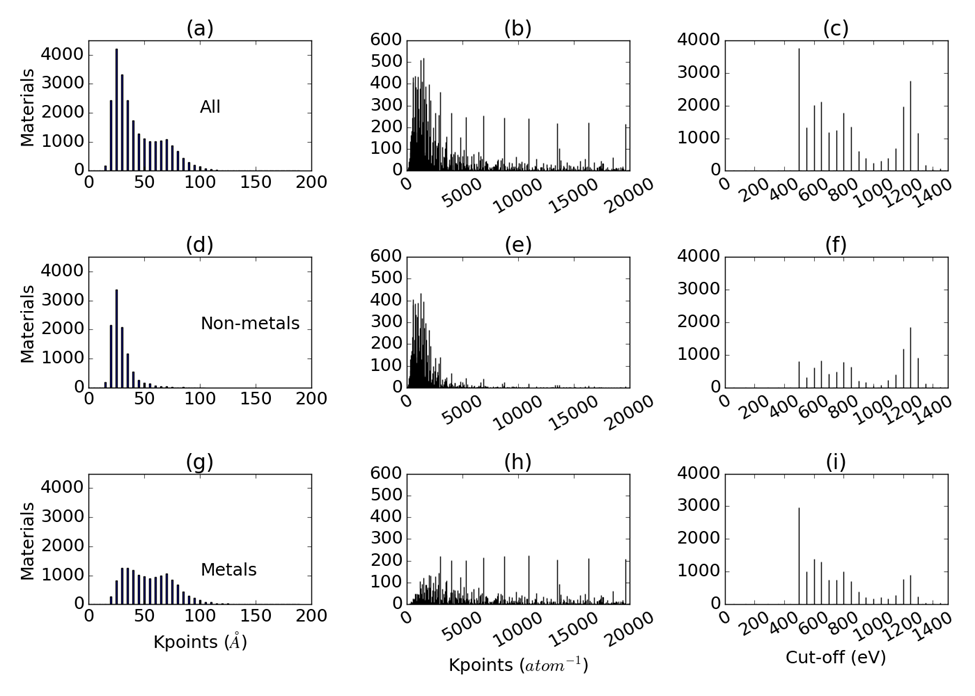 (a) (b) (c)
4000 600 4000
500
3000 400 3000
2000 All 300 2000
200
1000 100 1000
0 0 0
0 50 100 150 200 0 5000 10000 15000 20000 0 200 400 600 800 1000 1200 1400
Materials
(d) (e) (f)
4000 600 4000
500
3000 400 3000
2000 Non-metals 300 2000
200
1000 100 1000
0 0 0
0 50 100 150 200 0 5000 10000 15000 20000 0 200 400 600 800 1000 1200 1400
Materials
(g) (h) (i)
4000 600 4000
500
3000 400 3000
2000 300 2000
1000 Metals 200 1000
100
0 0 0
0 50 100 150 200 0 5000 10000 15000 20000 0 200 400 600 800 1000 1200 1400
Materials
Kpoints (Å) Kpoints (atom⁻¹) Cut-off (eV)